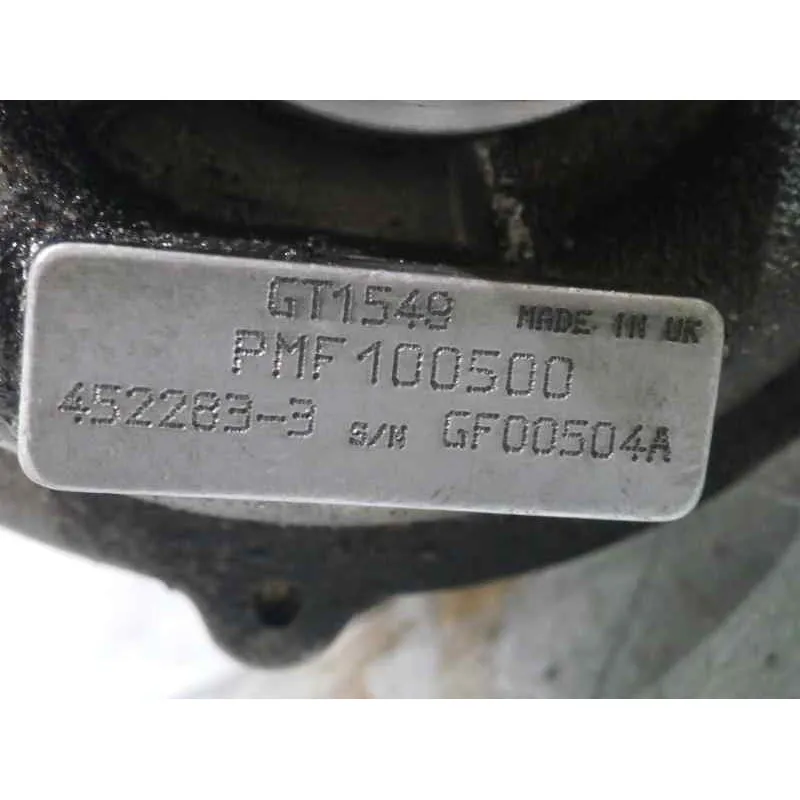 GT1549 MADE IN UK
PMF100500
452283-3 S/N GF00504A